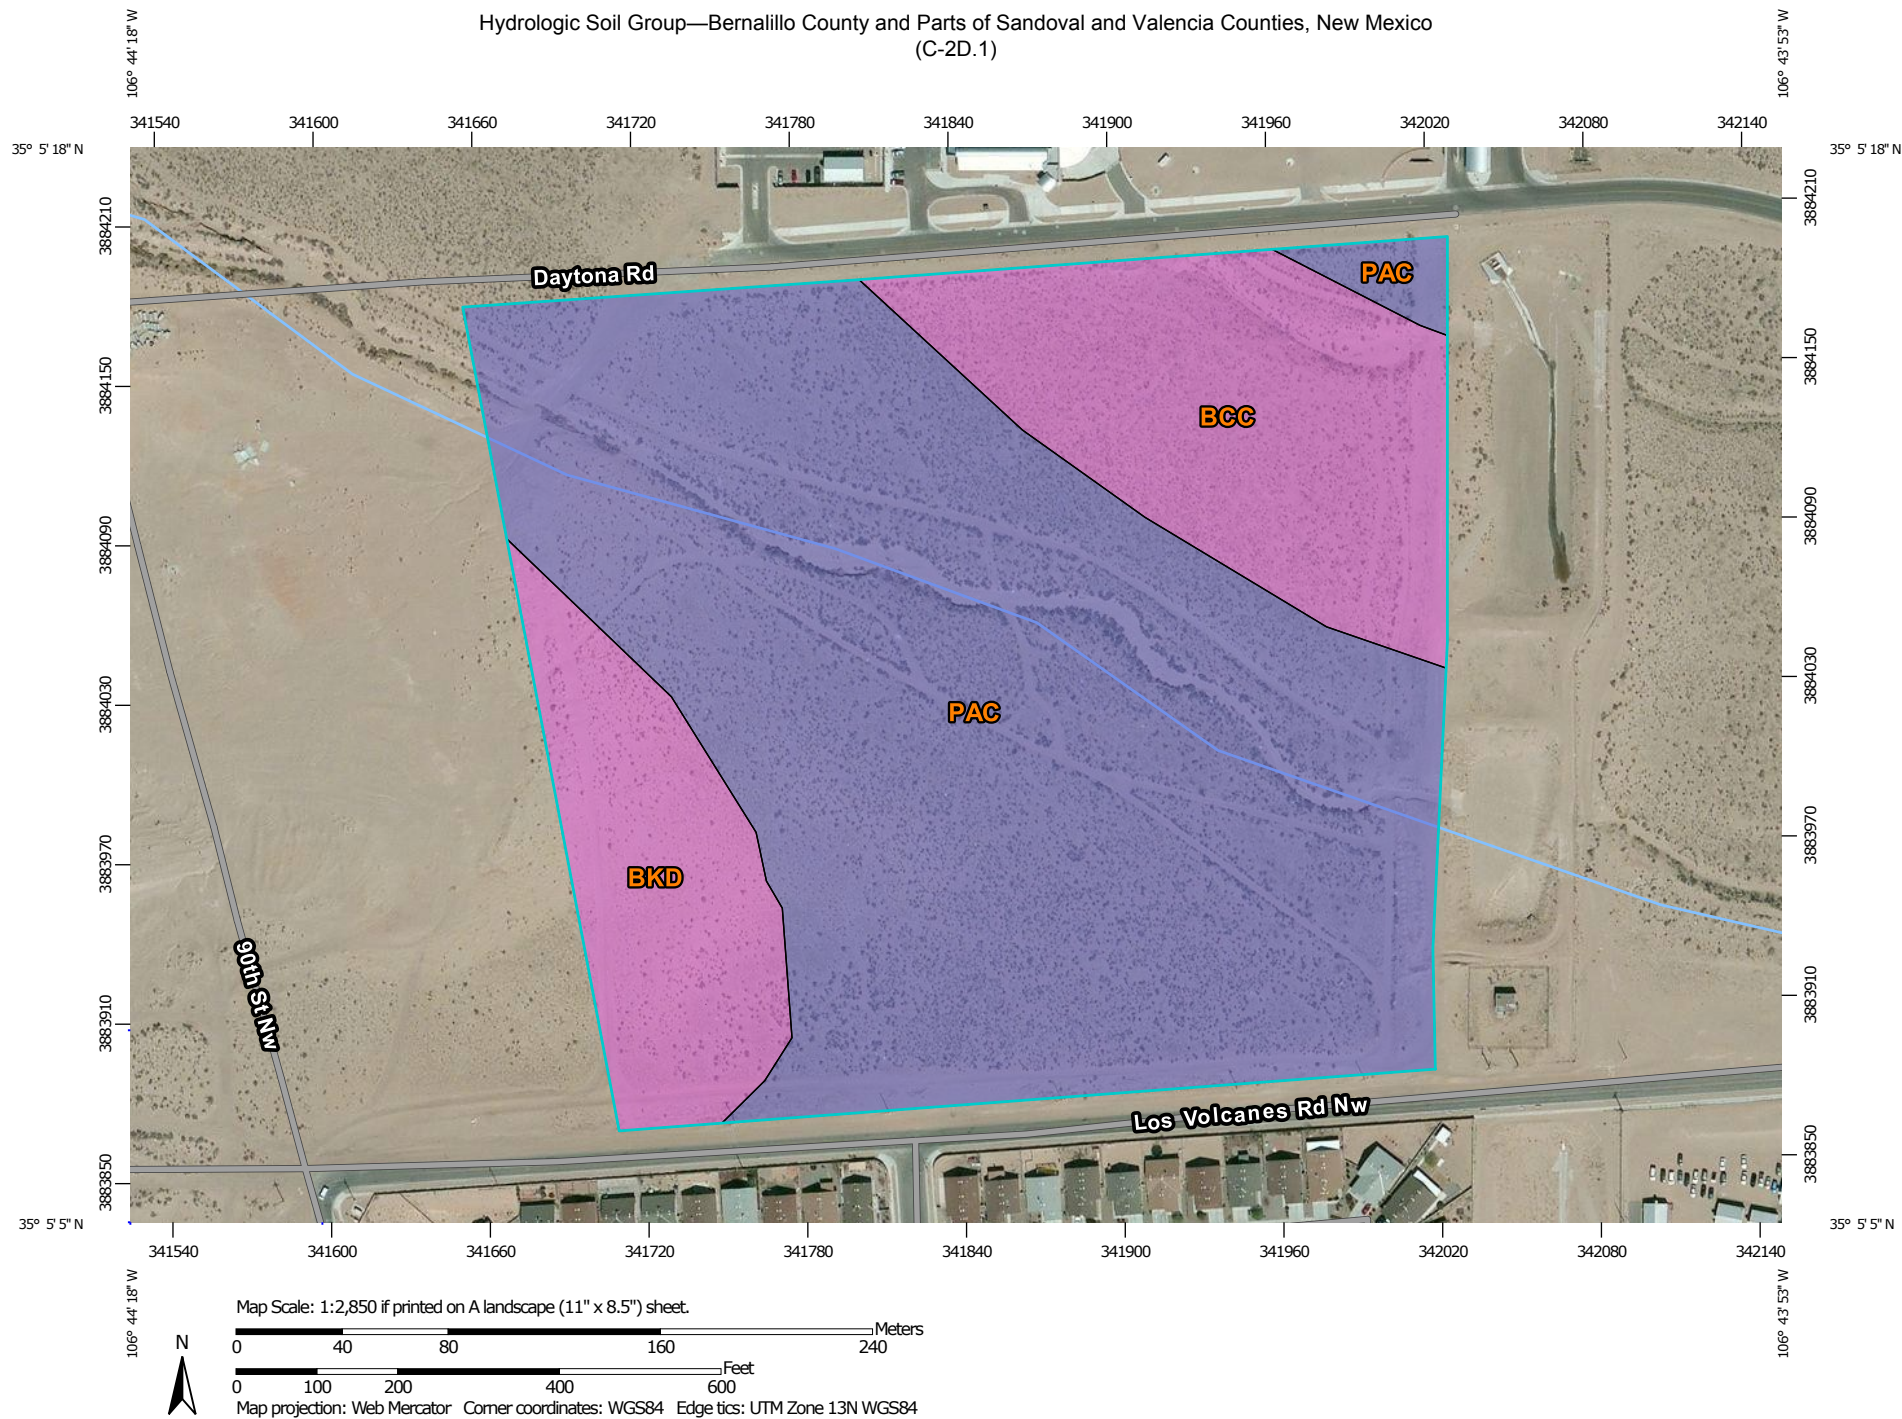 Hydrologic Soil Group—Bernalillo County and Parts of Sandoval and Valencia Counties, New Mexico
(C-2D.1)
106° 44' 18'' W
106° 43' 53'' W
341540 341600 341660 341720 341780 341840 341900 341960 342020 342080 342140
35° 5' 18'' N
35° 5' 18'' N
3884210
3884210
Daytona Rd
PAC
3884150
3884150
BCC
3884090
3884090
3884030
3884030
PAC
3883970
3883970
BKD
90th St Nw
3883910
3883910
Los Volcanes Rd Nw
3883850
3883850
35° 5' 5'' N
35° 5' 5'' N
341540 341600 341660 341720 341780 341840 341900 341960 342020 342080 342140
106° 44' 18'' W
106° 43' 53'' W
Map Scale: 1:2,850 if printed on A landscape (11" x 8.5") sheet.
Meters
N
0 40 80 160 240
Feet
0 100 200 400 600
Map projection: Web Mercator Corner coordinates: WGS84 Edge tics: UTM Zone 13N WGS84